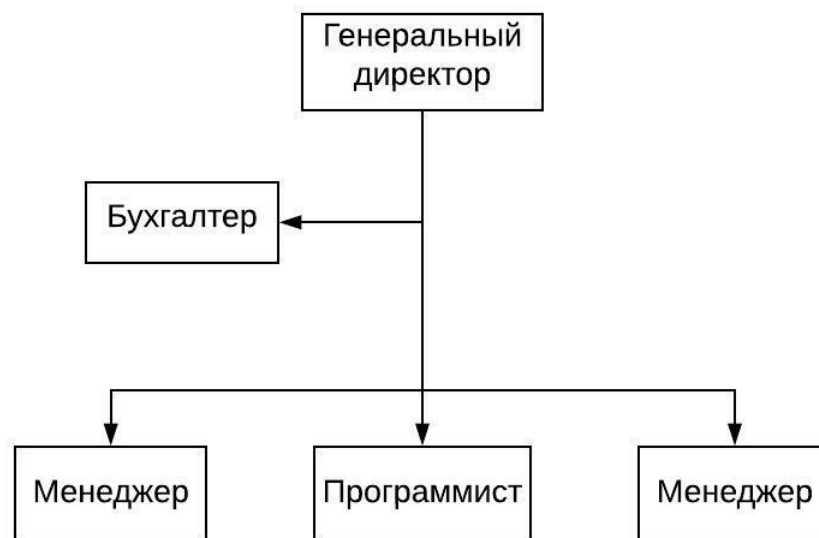 Генеральный
директор
Бухгалтер
Менеджер
Программист
Менеджер